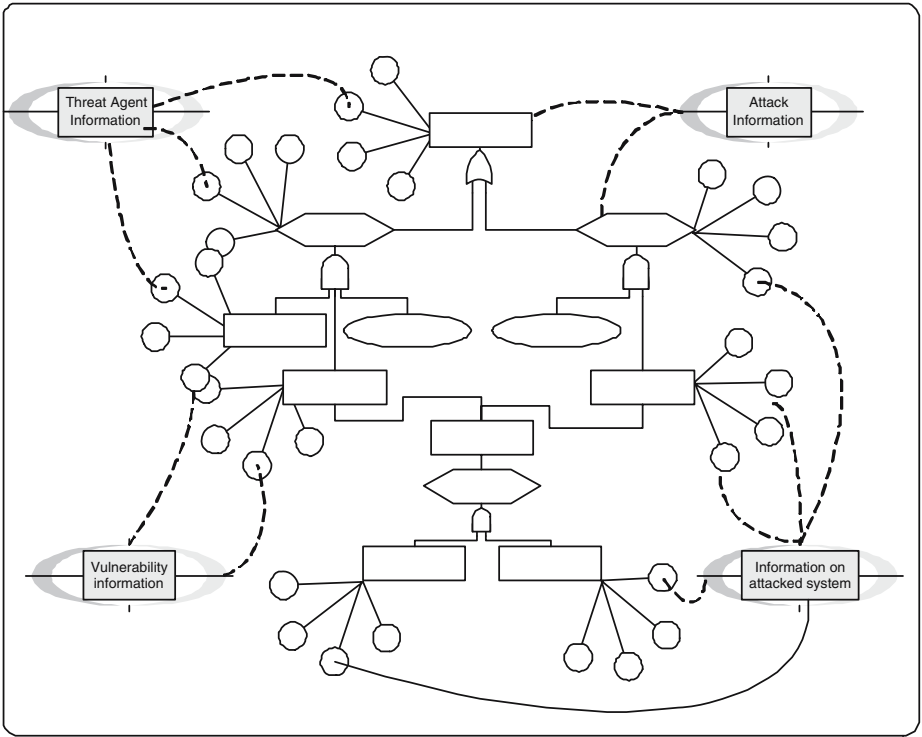 Threat Agent
Information
Attack
Information
Vulnerability
information
Information on
attacked system